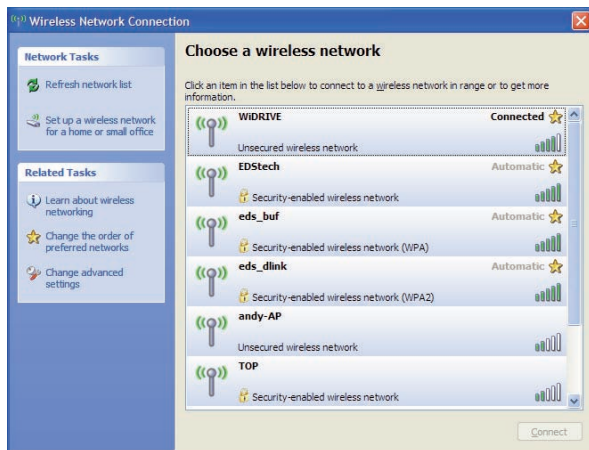 Wireless Network Connection
Network Tasks
Refresh network list
Set up a wireless network
for a home or small office
Related Tasks
Learn about wireless
networking
Change the order of
preferred networks
Change advanced
settings
Choose a wireless network
Click an item in the list below to connect to a wireless network in range or to get more
information.
WiDRIVE Connected
Unsecured wireless network
EDStech Automatic
Security-enabled wireless network
eds_buf Automatic
Security-enabled wireless network (WPA)
eds_dlink Automatic
Security-enabled wireless network (WPA2)
andy-AP
Unsecured wireless network
TOP
Security-enabled wireless network
Connect